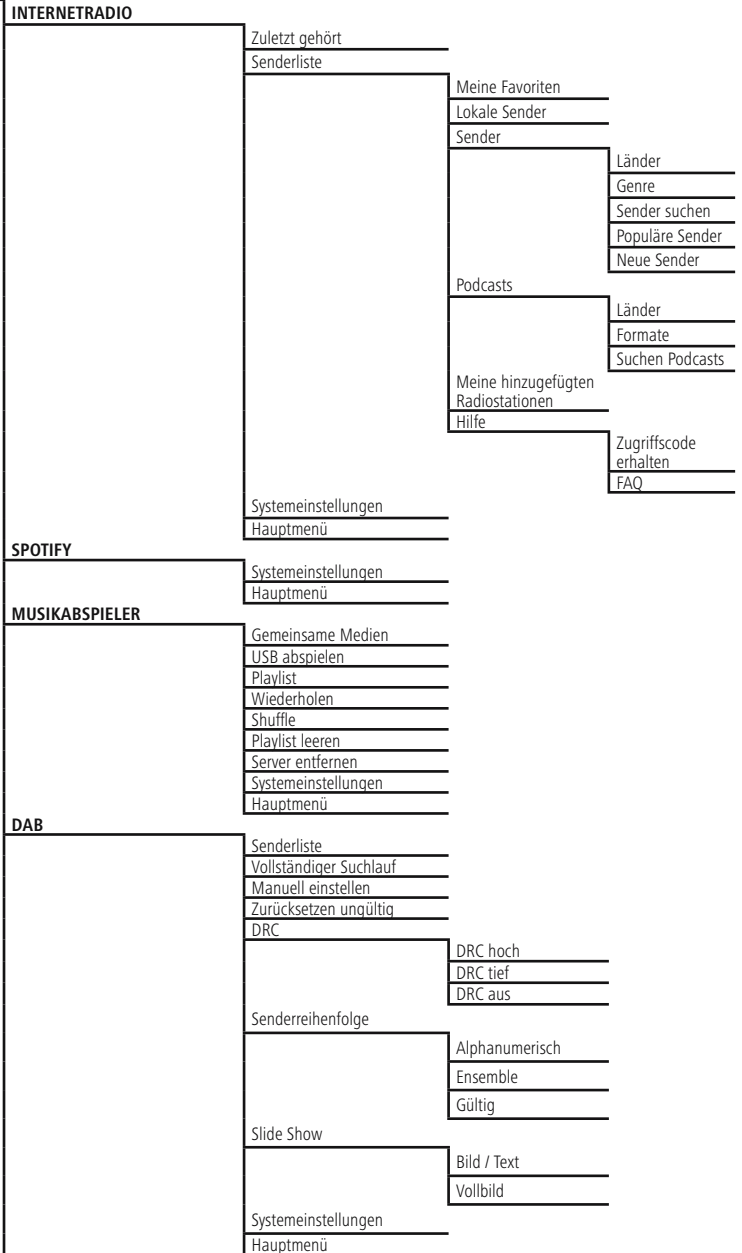 INTERNETRADIO
Zuletzt gehört
Senderliste
Meine Favoriten
Lokale Sender
Sender
Länder
Genre
Sender suchen
Populäre Sender
Neue Sender
Podcasts
Länder
Formate
Suchen Podcasts
Meine hinzugefügten
Radiostationen
Hilfe
Zugriffscode
erhalten
FAQ
Systemeinstellungen
Hauptmenü
SPOTIFY
Systemeinstellungen
Hauptmenü
MUSIKABSPIELER
Gemeinsame Medien
USB abspielen
Playlist
Wiederholen
Shuffle
Playlist leeren
Server entfernen
Systemeinstellungen
Hauptmenü
DAB
Senderliste
Vollständiger Suchlauf
Manuell einstellen
Zurücksetzen ungültig
DRC
DRC hoch
DRC tief
DRC aus
Senderreihenfolge
Alphanumerisch
Ensemble
Gültig
Slide Show
Bild / Text
Vollbild
Systemeinstellungen
Hauptmenü